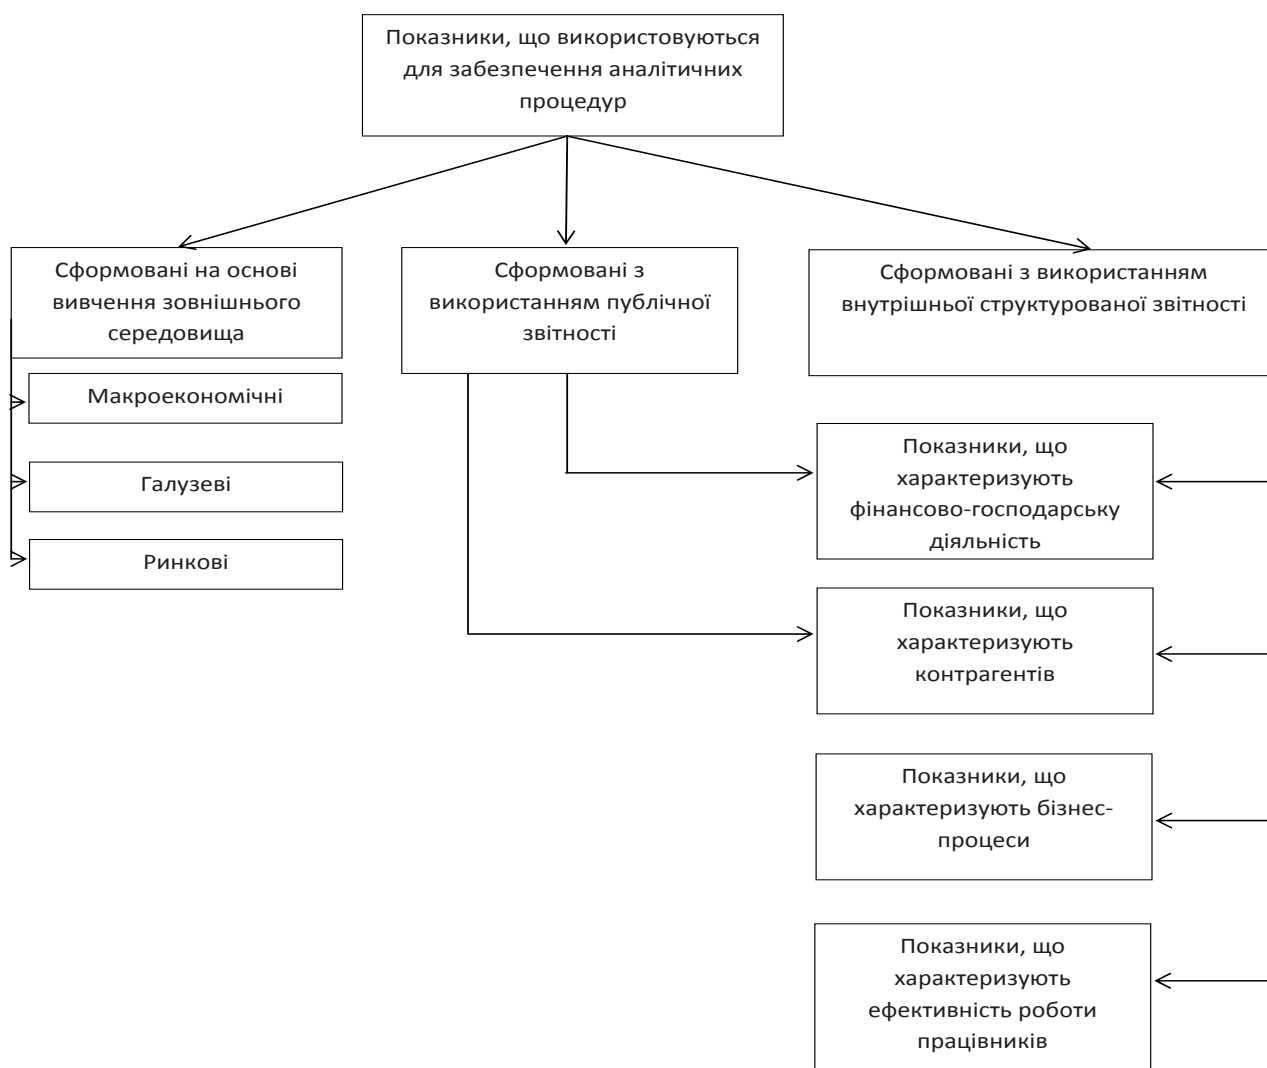 Показники, що використовуються
для забезпечення аналітичних
процедур
Сформовані на основі
вивчення зовнішнього
середовища
Сформовані з
використанням публічної
звітності
Сформовані з використанням
внутрішньої структурованої звітності
Макроекономічні
Галузеві
Ринкові
Показники, що
характеризують
фінансово-господарську
діяльність
Показники, що
характеризують
контрагентів
Показники, що
характеризують бізнес-
процеси
Показники, що
характеризують
ефективність роботи
працівників